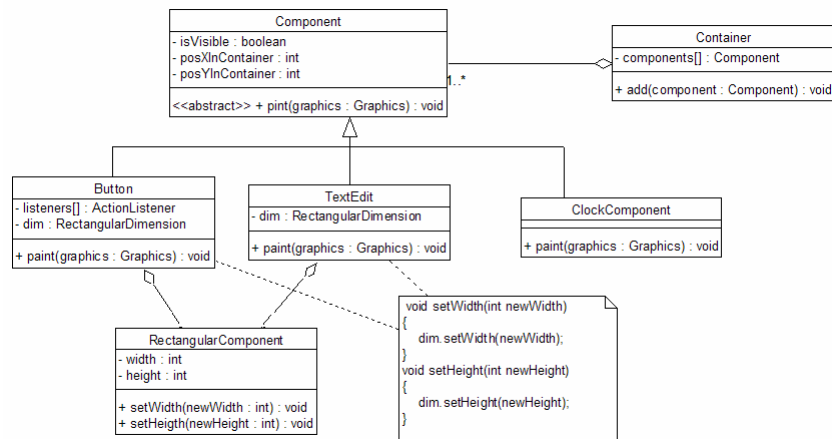 Component
- isVisible : boolean
- posXInContainer : int
- posYInContainer : int
<<abstract>> + pint(graphics : Graphics) : void
1..*
Container
- components[] : Component
+ add(component : Component) : void
Button
- listeners[] : ActionListener
- dim : RectangularDimension
+ paint(graphics : Graphics) : void
TextEdit
- dim : RectangularDimension
+ paint(graphics : Graphics) : void
ClockComponent
+ paint(graphics : Graphics) : void
RectangularComponent
- width : int
- height : int
+ setWidth(newWidth : int) : void
+ setHeigth(newHeight : int) : void
void setWidth(int newWidth)
{
dim.setWidth(newWidth);
}
void setHeight(int newHeight)
{
dim.setHeight(newHeight);
}